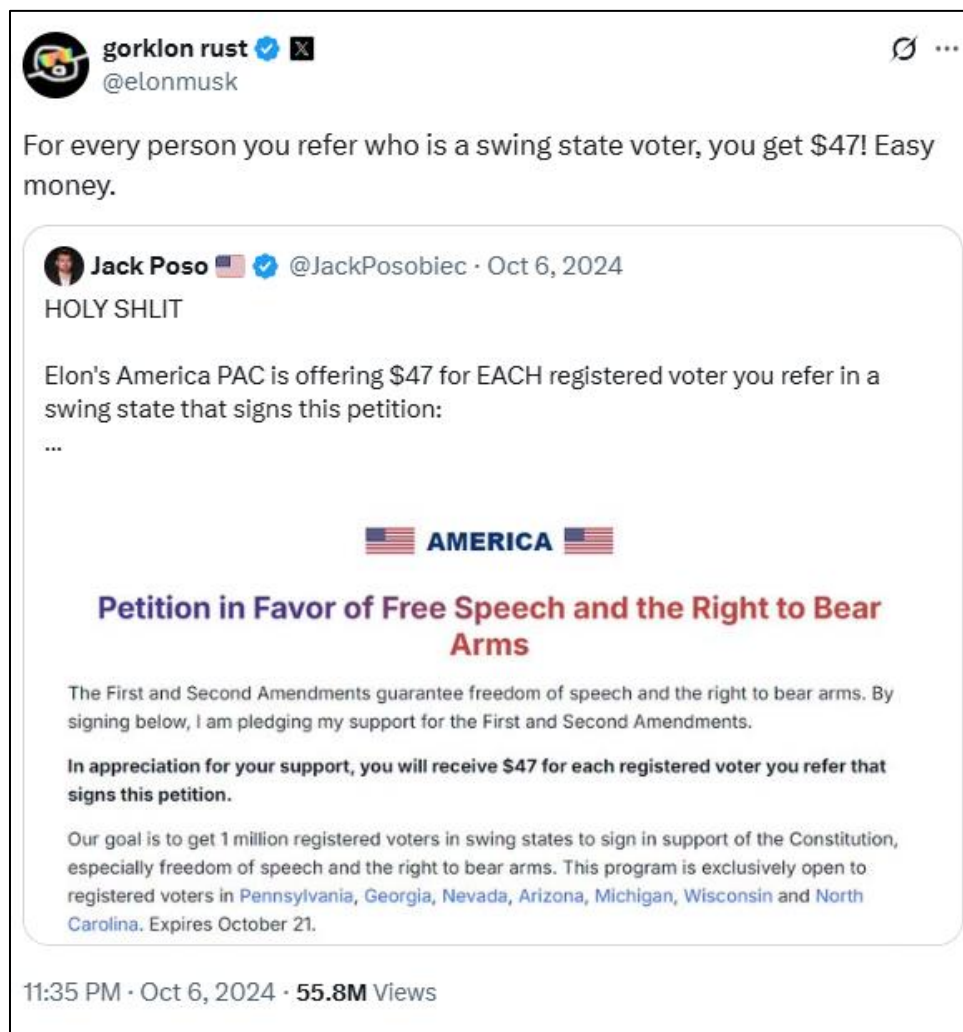 gorklon rust
@elonmusk
For every person you refer who is a swing state voter, you get $47! Easy
money.
Jack Poso 🇺🇸 @JackPosobiec · Oct 6, 2024
HOLY SHLIT
Elon's America PAC is offering $47 for EACH registered voter you refer in a
swing state that signs this petition:
...
AMERICA
Petition in Favor of Free Speech and the Right to Bear
Arms
The First and Second Amendments guarantee freedom of speech and the right to bear arms. By
signing below, I am pledging my support for the First and Second Amendments.
In appreciation for your support, you will receive $47 for each registered voter you refer that
signs this petition.
Our goal is to get 1 million registered voters in swing states to sign in support of the Constitution,
especially freedom of speech and the right to bear arms. This program is exclusively open to
registered voters in Pennsylvania, Georgia, Nevada, Arizona, Michigan, Wisconsin and North
Carolina. Expires October 21.
11:35 PM · Oct 6, 2024 · 55.8M Views